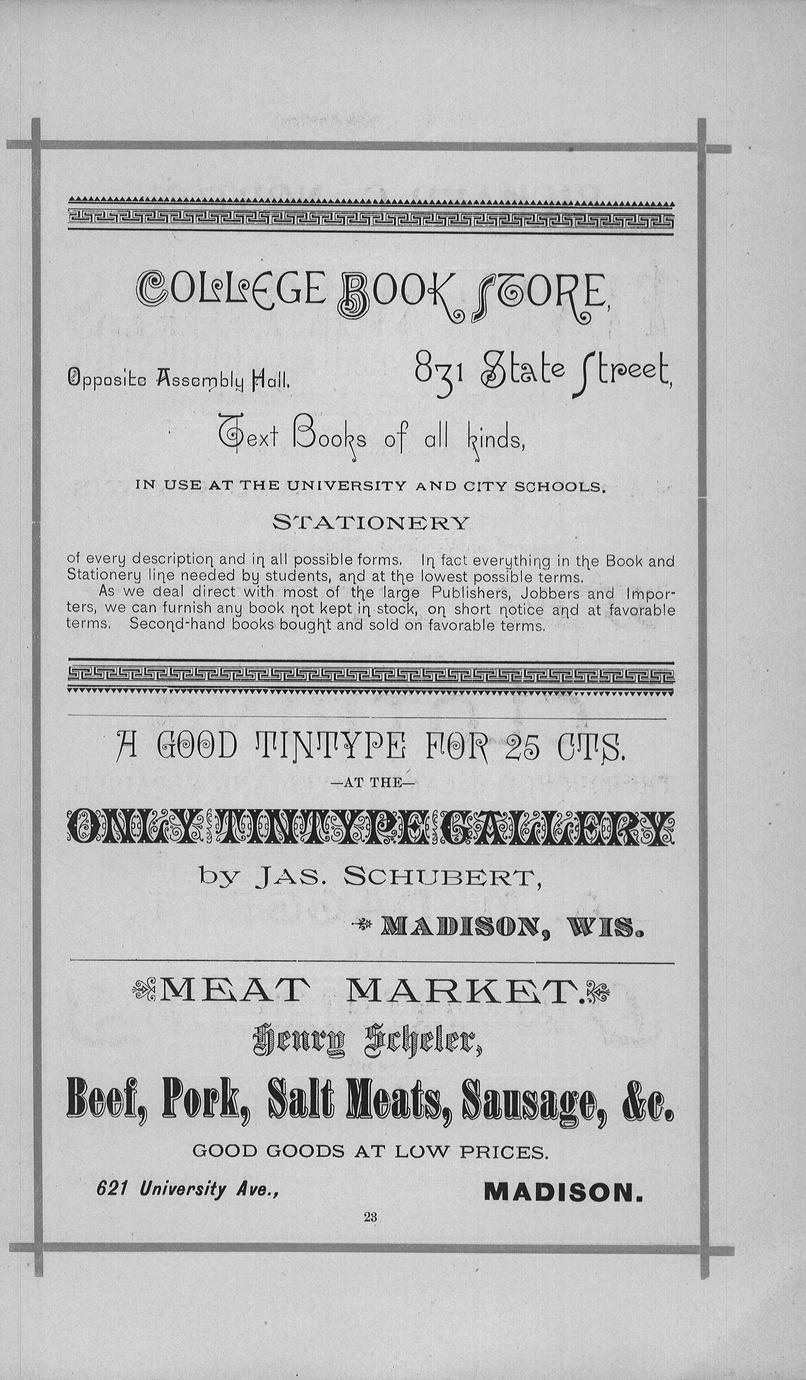 COLLEGE BOOK STORE,
Opposite Assembly Hall.
831 State Street,
Text Books of all kinds,
IN USE AT THE UNIVERSITY AND CITY SCHOOLS.
STATIONERY
of every description and in all possible forms. In fact everything in the Book and
Stationery line needed by students, and at the lowest possible terms.
As we deal direct with most of the large Publishers, Jobbers and Impor-
ters, we can furnish any book not kept in stock, on short notice and at favorable
terms. Second-hand books bought and sold on favorable terms.
A GOOD TINTYPE FOR 25 CTS.
—AT THE—
ONLY TINTYPE GALLERY
by JAS. SCHUBERT,
MADISON, WIS.
MEAT MARKET.
Henry Scheler,
Beef, Pork, Salt Meats, Sausage, &c.
GOOD GOODS AT LOW PRICES.
621 University Ave.,
MADISON.
23